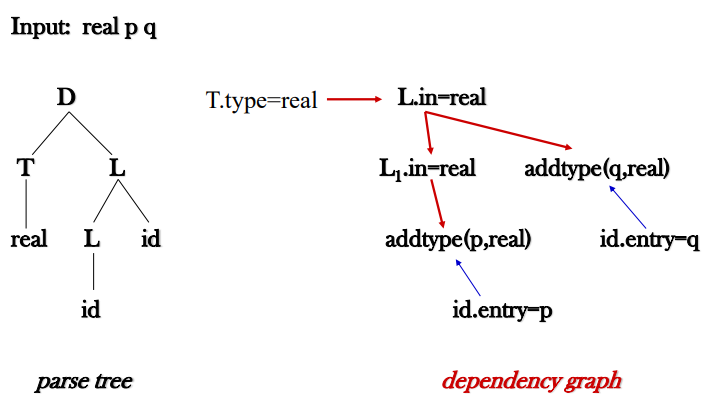 Input: real p q
D
T.type=real
L.in=real
T
L
L1.in=real
addtype(q,real)
real
L
id
addtype(p,real)
id.entry=q
id
id.entry=p
parse tree
dependency graph